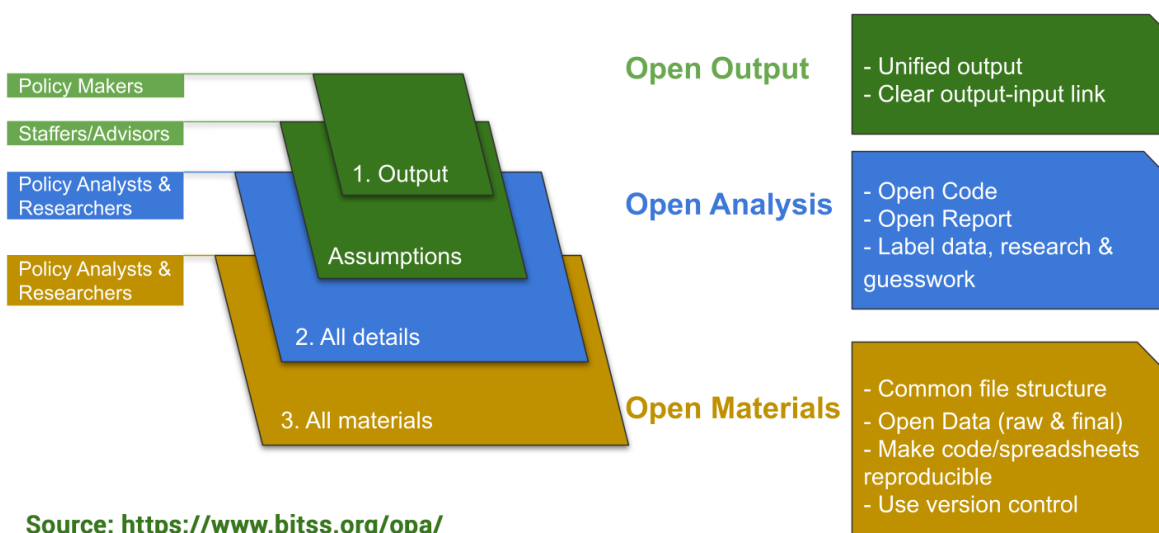 Policy Makers
Staffers/Advisors
Policy Analysts &
Researchers
Policy Analysts &
Researchers
1. Output
Assumptions
2. All details
3. All materials
Open Output
- Unified output
- Clear output-input link
Open Analysis
- Open Code
- Open Report
- Label data, research &
guesswork
Open Materials
- Common file structure
- Open Data (raw & final)
- Make code/spreadsheets
reproducible
- Use version control
Source: https://www.bitss.org/opa/